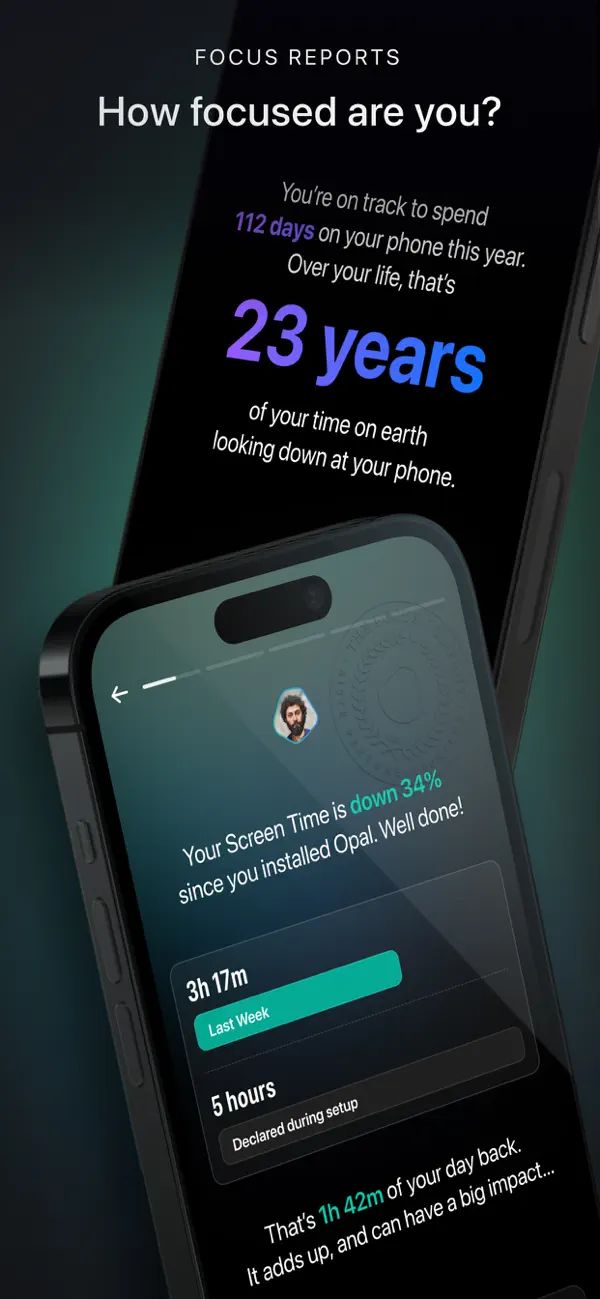 FOCUS REPORTS
How focused are you?
You're on track to spend
112 days on your phone this year.
Over your life, that's
23 years
of your time on earth
looking down at your phone.
Your Screen Time is down 34%
since you installed Opal. Well done!
3h 17m
Last Week
5 hours
Declared during setup
That's 1h 42m of your day back.
It adds up, and can have a big impact...